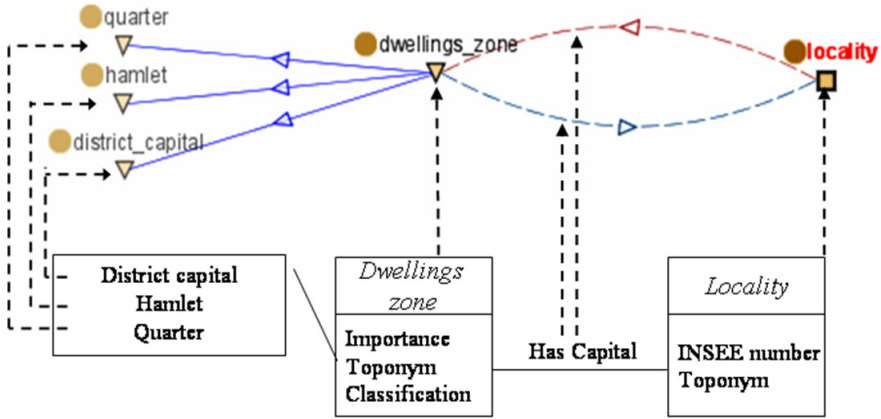 quarter
dwellings_zone
locality
hamlet
district_capital
District capital
Hamlet
Quarter
Dwellings
zone
Importance
Toponym
Classification
Has Capital
Locality
INSEE number
Toponym